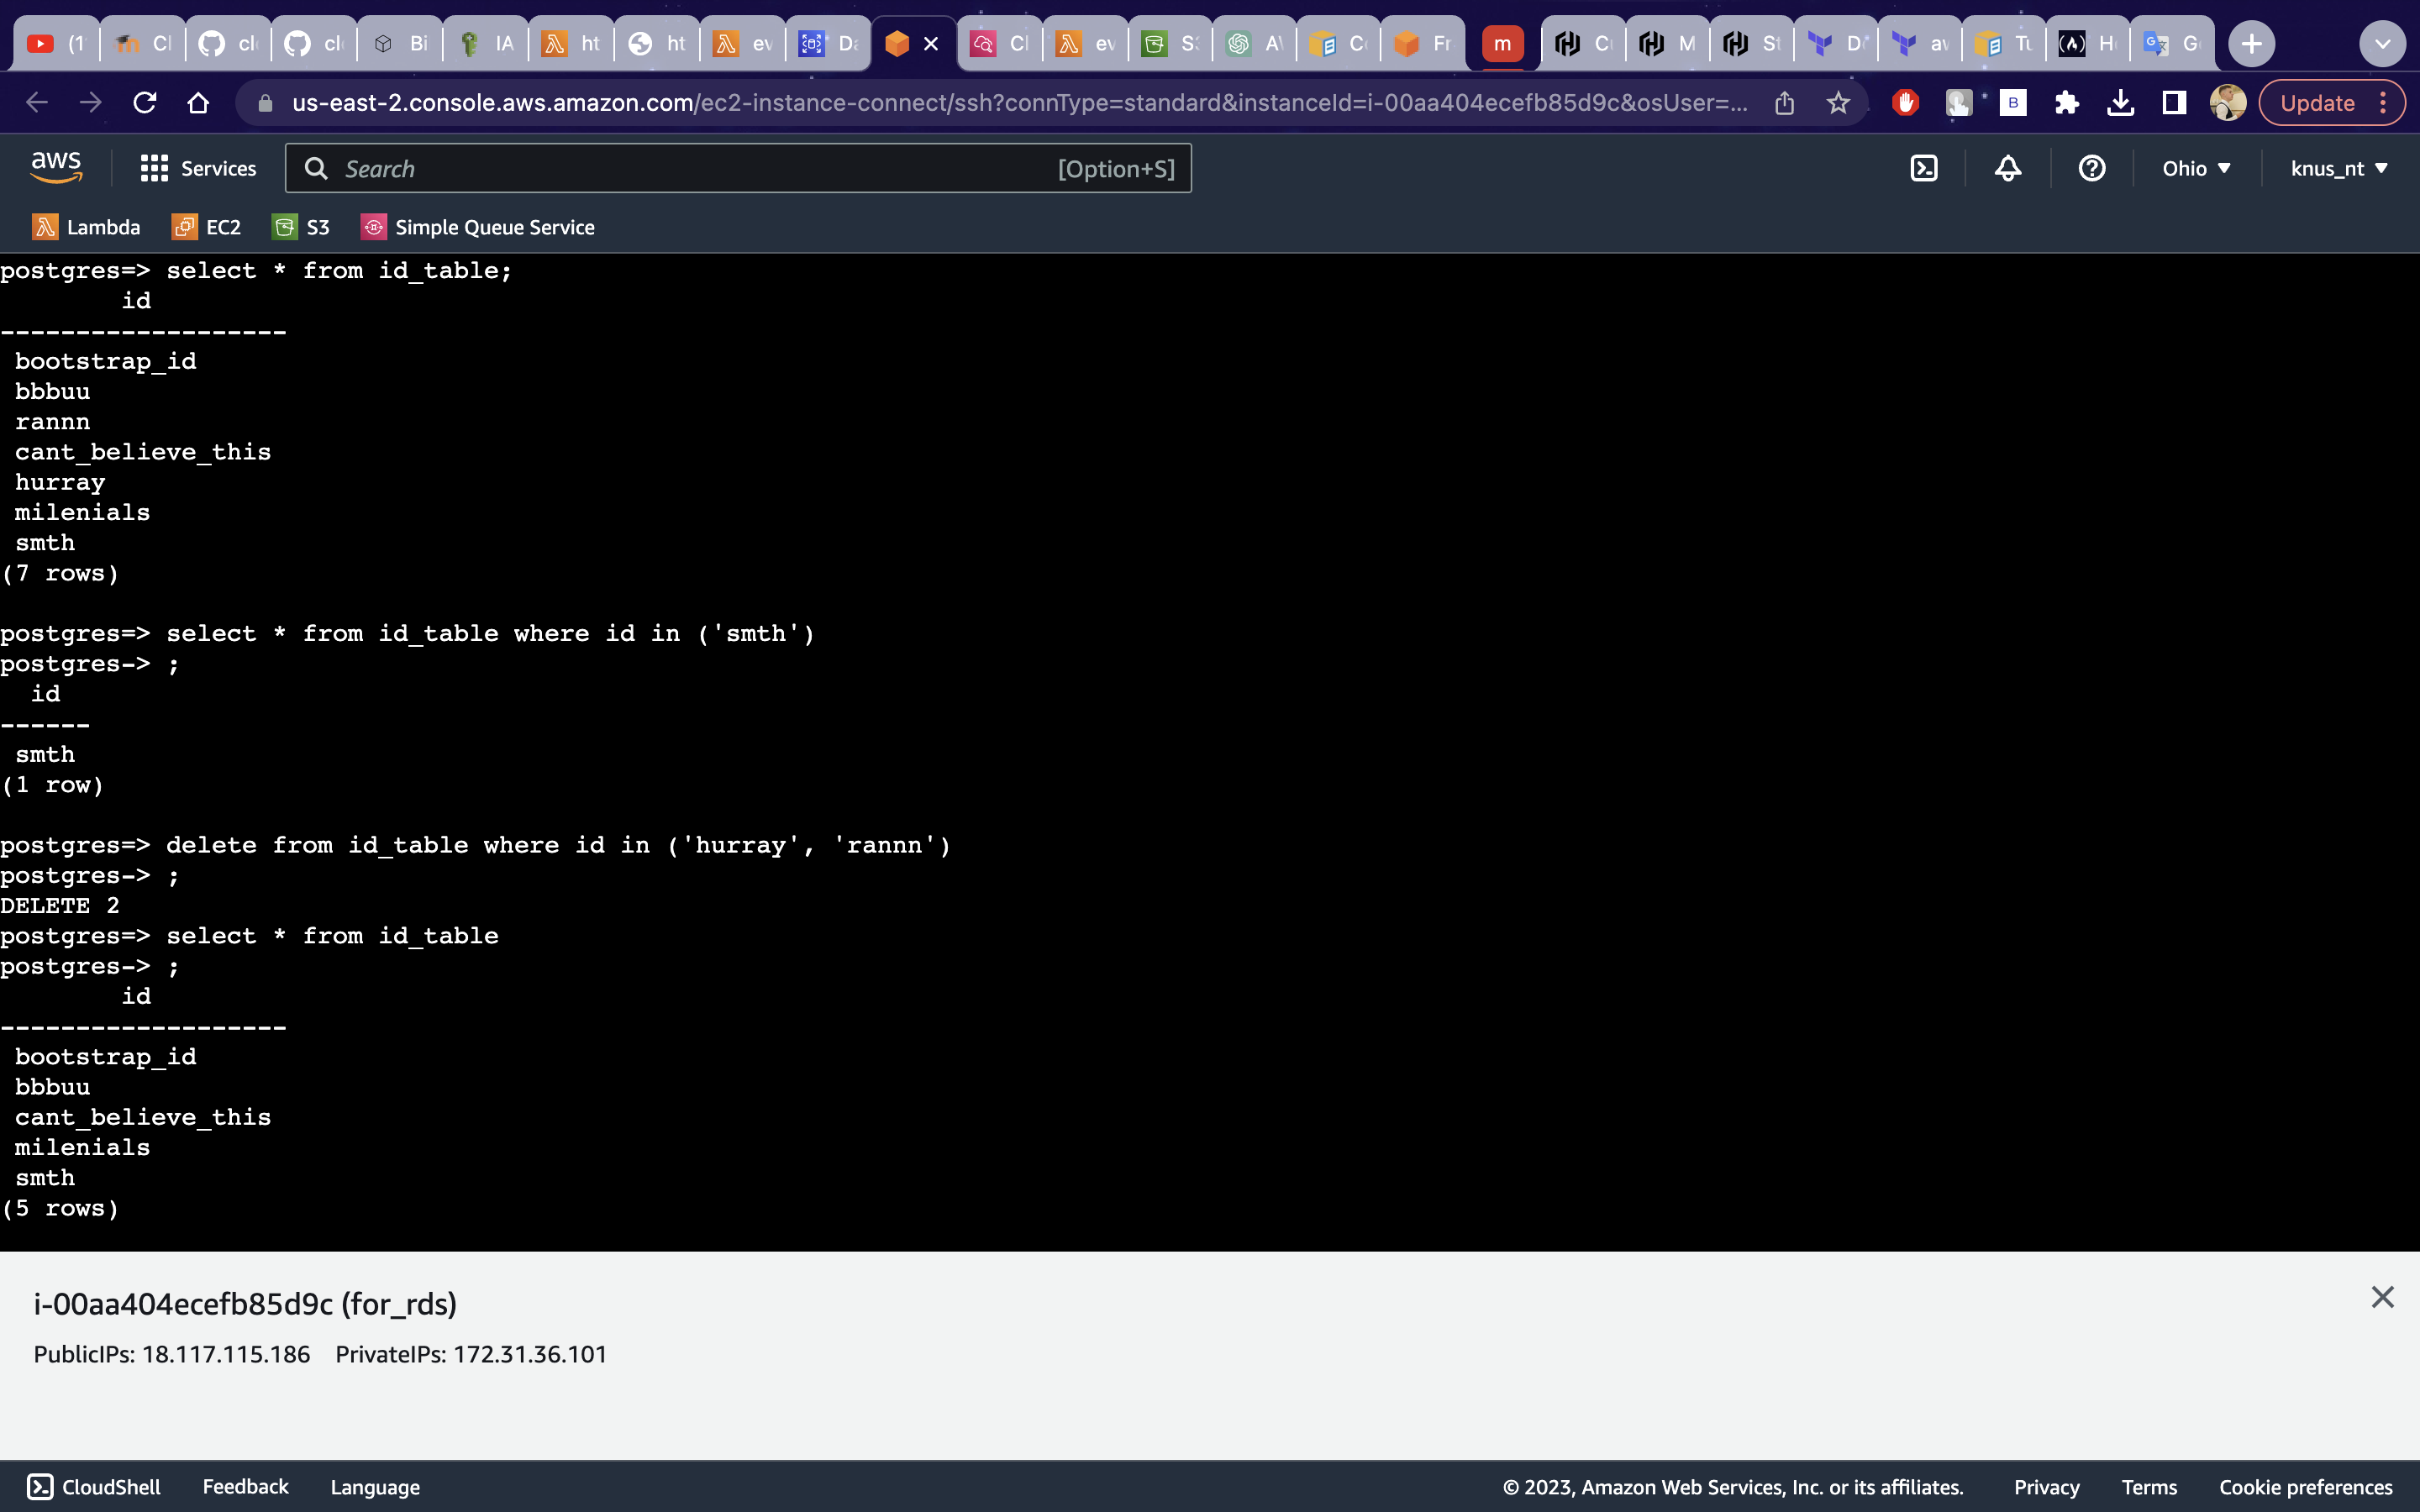 (1 Cl cl cl Bi IA ht ht ev Da Cl ev S3 AV Co Fr m C M St D av Tu H G
us-east-2.console.aws.amazon.com/ec2-instance-connect/ssh?connType=standard&instanceId=i-00aa404ecefb85d9c&osUser=... Update
aws Services Search [Option+S] Ohio knus_nt
Lambda EC2 S3 Simple Queue Service
postgres=> select * from id_table;
id
-------------------
bootstrap_id
bbbuu
rannn
cant_believe_this
hurray
milenials
smth
(7 rows)
postgres=> select * from id_table where id in ('smth')
postgres-> ;
id
------
smth
(1 row)
postgres=> delete from id_table where id in ('hurray', 'rannn')
postgres-> ;
DELETE 2
postgres=> select * from id_table
postgres-> ;
id
-------------------
bootstrap_id
bbbuu
cant_believe_this
milenials
smth
(5 rows)
i-00aa404ecefb85d9c (for_rds)
PublicIPs: 18.117.115.186 PrivateIPs: 172.31.36.101
CloudShell Feedback Language © 2023, Amazon Web Services, Inc. or its affiliates. Privacy Terms Cookie preferences